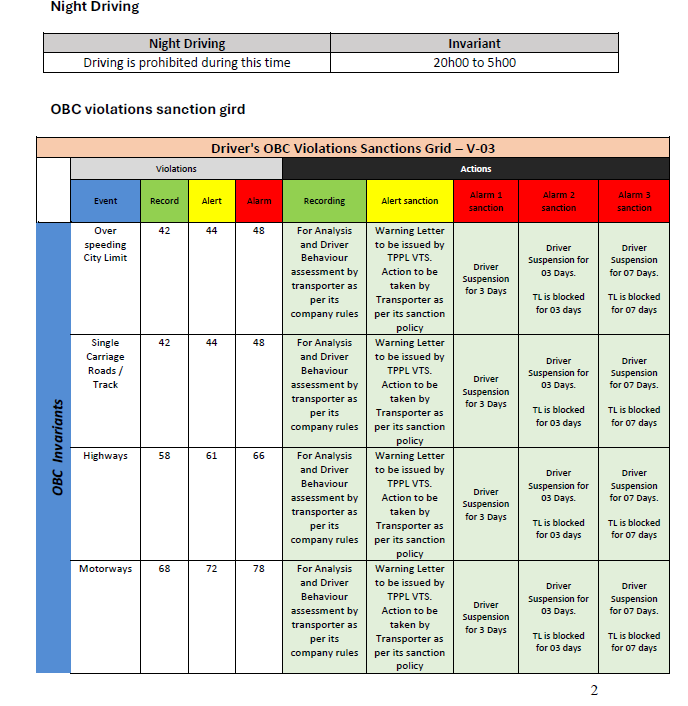 Night Driving
Night Driving Invariant
Driving is prohibited during this time 20h00 to 5h00
OBC violations sanction gird
Driver's OBC Violations Sanctions Grid – V-03
Violations Actions
Event Record Alert Alarm Recording Alert sanction Alarm 1 sanction Alarm 2 sanction Alarm 3 sanction
OBC Invariants
Over
speeding
City Limit
42 44 48
For Analysis
and Driver
Behaviour
assessment by
transporter as
per its
company rules
Warning Letter
to be issued by
TPPL VTS.
Action to be
taken by
Transporter as
per its sanction
policy
Driver
Suspension
for 3 Days
Driver
Suspension for
03 Days.
TL is blocked
for 03 days
Driver
Suspension
for 07 Days.
TL is blocked
for 07 days
Single
Carriage
Roads /
Track
42 44 48
For Analysis
and Driver
Behaviour
assessment by
transporter as
per its
company rules
Warning Letter
to be issued by
TPPL VTS.
Action to be
taken by
Transporter as
per its sanction
policy
Driver
Suspension
for 3 Days
Driver
Suspension for
03 Days.
TL is blocked
for 03 days
Driver
Suspension
for 07 Days.
TL is blocked
for 07 days
Highways 58 61 66
For Analysis
and Driver
Behaviour
assessment by
transporter as
per its
company rules
Warning Letter
to be issued by
TPPL VTS.
Action to be
taken by
Transporter as
per its sanction
policy
Driver
Suspension
for 3 Days
Driver
Suspension for
03 Days.
TL is blocked
for 03 days
Driver
Suspension
for 07 Days.
TL is blocked
for 07 days
Motorways 68 72 78
For Analysis
and Driver
Behaviour
assessment by
transporter as
per its
company rules
Warning Letter
to be issued by
TPPL VTS.
Action to be
taken by
Transporter as
per its sanction
policy
Driver
Suspension
for 3 Days
Driver
Suspension for
03 Days.
TL is blocked
for 03 days
Driver
Suspension
for 07 Days.
TL is blocked
for 07 days
2